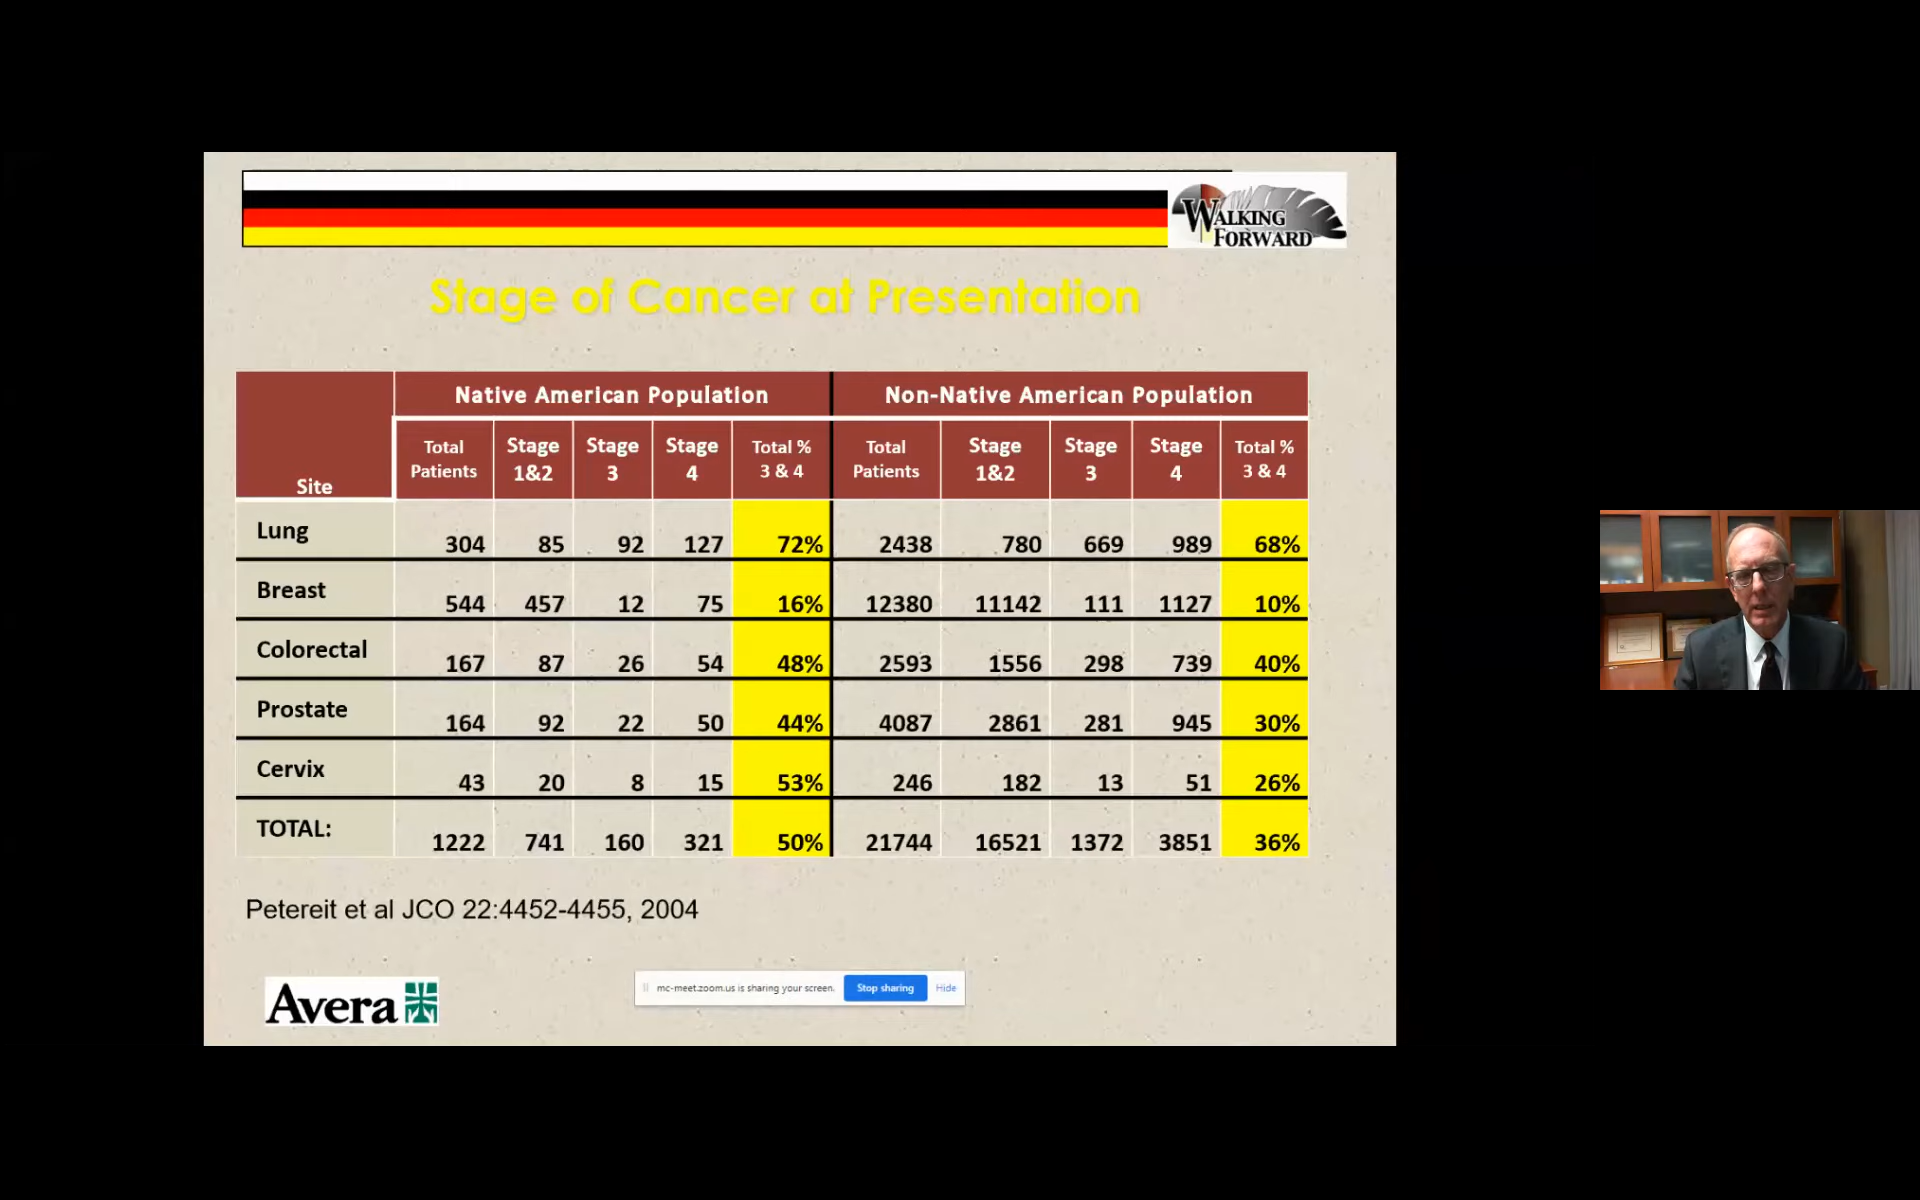 WALKING
FORWARD
Stage of Cancer at Presentation
Native American Population Non-Native American Population
Site Total Patients Stage 1&2 Stage 3 Stage 4 Total % 3 & 4 Total Patients Stage 1&2 Stage 3 Stage 4 Total % 3 & 4
Lung 304 85 92 127 72% 2438 780 669 989 68%
Breast 544 457 12 75 16% 12380 11142 111 1127 10%
Colorectal 167 87 26 54 48% 2593 1556 298 739 40%
Prostate 164 92 22 50 44% 4087 2861 281 945 30%
Cervix 43 20 8 15 53% 246 182 13 51 26%
TOTAL: 1222 741 160 321 50% 21744 16521 1372 3851 36%
Petereit et al JCO 22:4452-4455, 2004
Avera
mc-meet.zoom.us is sharing your screen. Stop sharing Hide